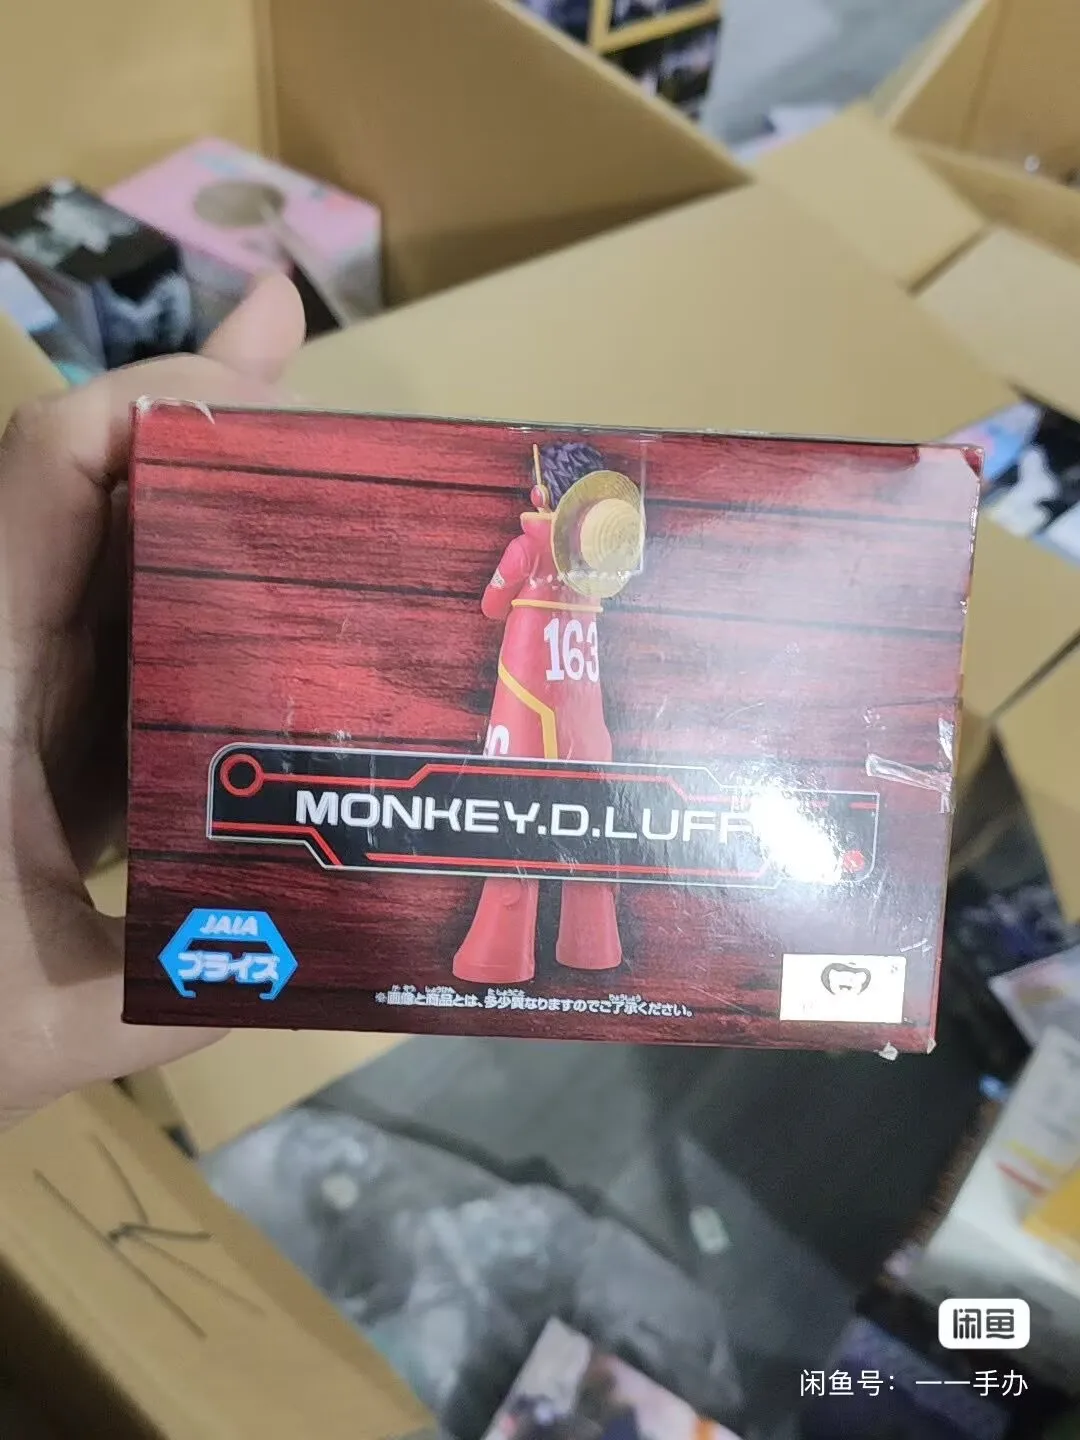 163
MONKEY.D.LUFF
JAIA
プライズ
※画像と商品とは、多少異なりますのでご了承ください。
闲鱼
闲鱼号：一一手办